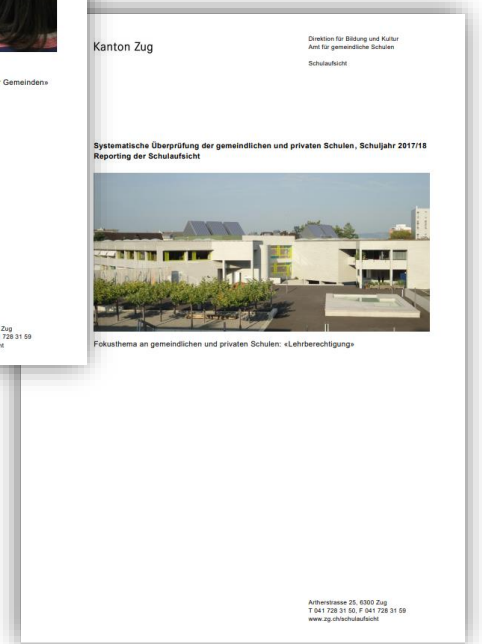 r Gemeinden»
Zug
728 31 59
Kanton Zug
Direktion für Bildung und Kultur
Amt für gemeindliche Schulen
Schulaufsicht
Systematische Überprüfung der gemeindlichen und privaten Schulen, Schuljahr 2017/18
Reporting der Schulaufsicht
Fokusthema an gemeindlichen und privaten Schulen: «Lehrberechtigung»
Artherstrasse 25, 6300 Zug
T 041 728 31 50, F 041 728 31 59
www.zg.ch/schulaufsicht